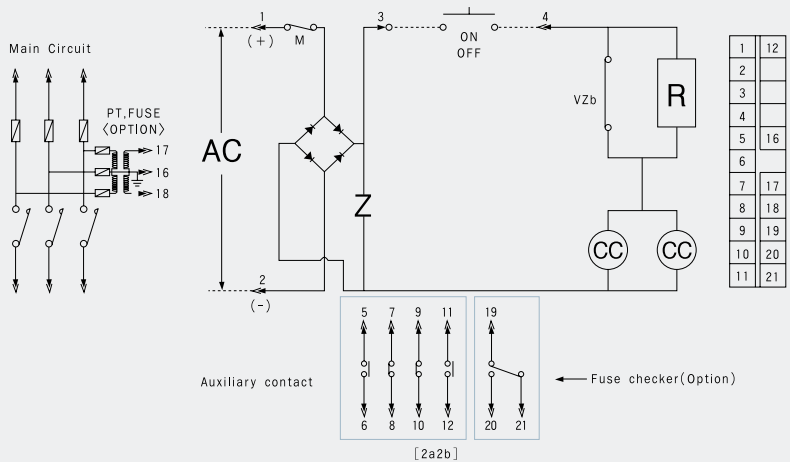 Main Circuit
PT,FUSE
〈OPTION〉
17
16
18
AC
1
(+)
M
2
(-)
3
ON
OFF
4
Z
VZb
R
CC
CC
1 12
2
3
4
5 16
6
7 17
8 18
9 19
10 20
11 21
Auxiliary contact
5 7 9 11
6 8 10 12
[2a2b]
19
20 21
Fuse checker(Option)